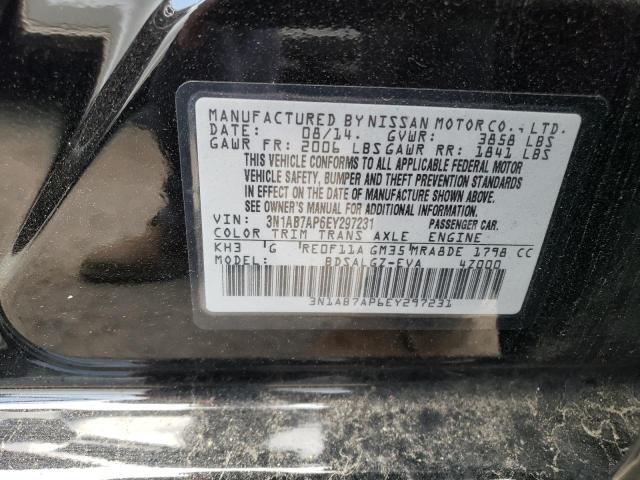 MANUFACTURED BY NISSAN MOTOR CO., LTD.
DATE: 08/14. GVWR: 3858 LBS
GAWR FR: 2006 LBS GAWR RR: 1841 LBS
THIS VEHICLE CONFORMS TO ALL APPLICABLE FEDERAL MOTOR
VEHICLE SAFETY, BUMPER AND THEFT PREVENTION STANDARDS
IN EFFECT ON THE DATE OF MANUFACTURE SHOWN ABOVE.
SEE OWNER'S MANUAL FOR ADDITIONAL INFORMATION.
VIN: 3N1AB7AP6EY297231 PASSENGER CAR.
COLOR TRIM TRANS AXLE ENGINE
KH3 G RE0F11A GM35 MRA8DE 1798 CC
MODEL: BDSALGZ-EVA 47000
3N1AB7AP6EY297231